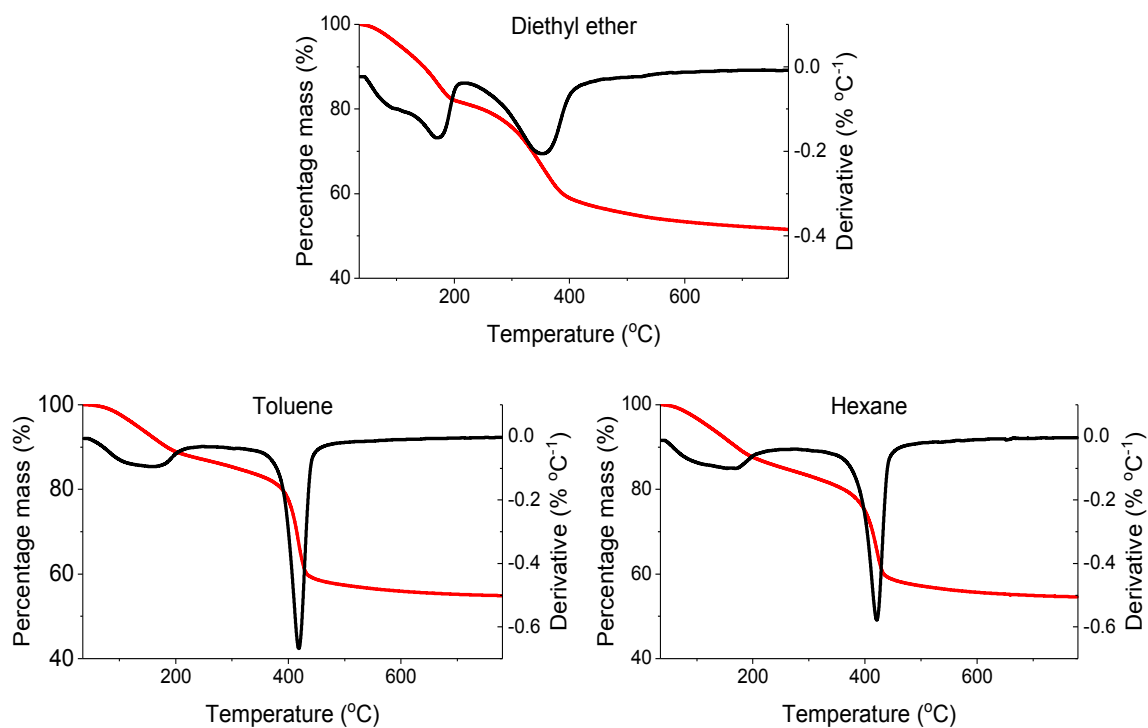 Diethyl ether
100
80
60
40
Percentage mass (%)
0.0
-0.2
-0.4
Derivative (% °C⁻¹)
200 400 600
Temperature (°C)
Toluene
100
80
60
40
Percentage mass (%)
0.0
-0.2
-0.4
-0.6
Derivative (% °C⁻¹)
200 400 600
Temperature (°C)
Hexane
100
80
60
40
Percentage mass (%)
0.0
-0.2
-0.4
-0.6
Derivative (% °C⁻¹)
200 400 600
Temperature (°C)